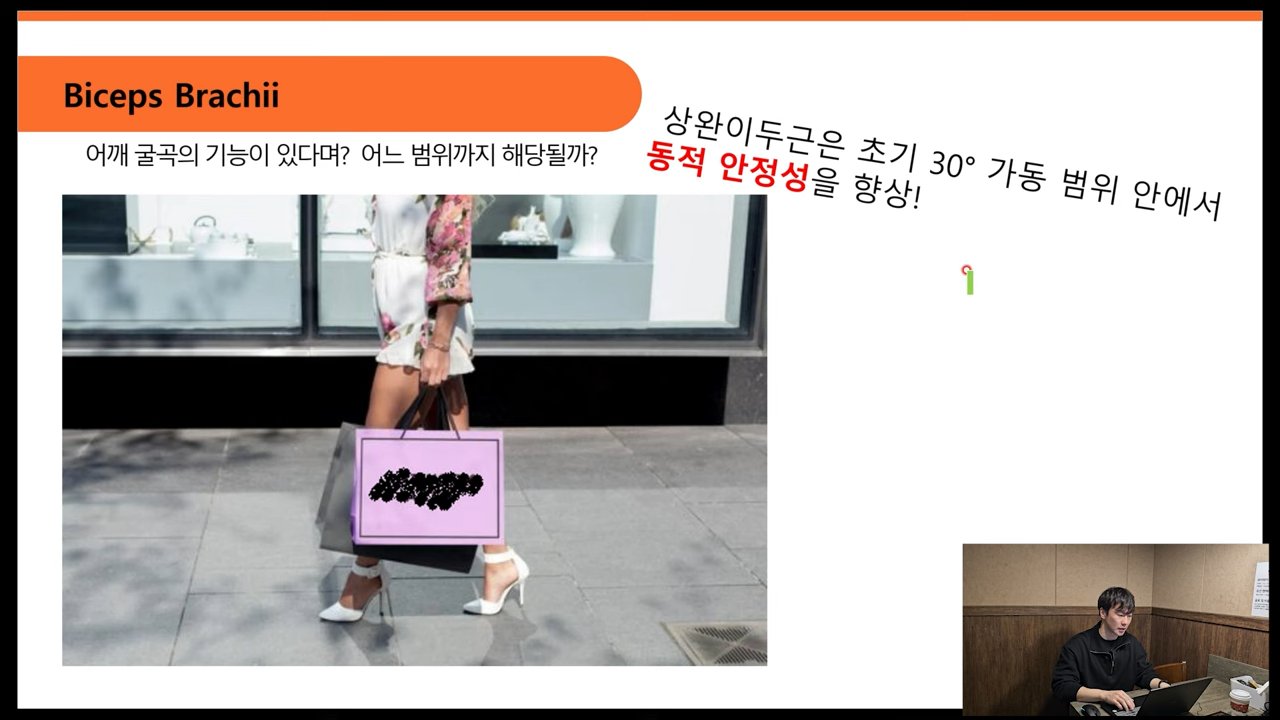 Biceps Brachii
어깨 굴곡의 기능이 있다며? 어느 범위까지 해당될까?
상완이두근은 초기 30° 가동 범위 안에서
동적 안정성을 향상!